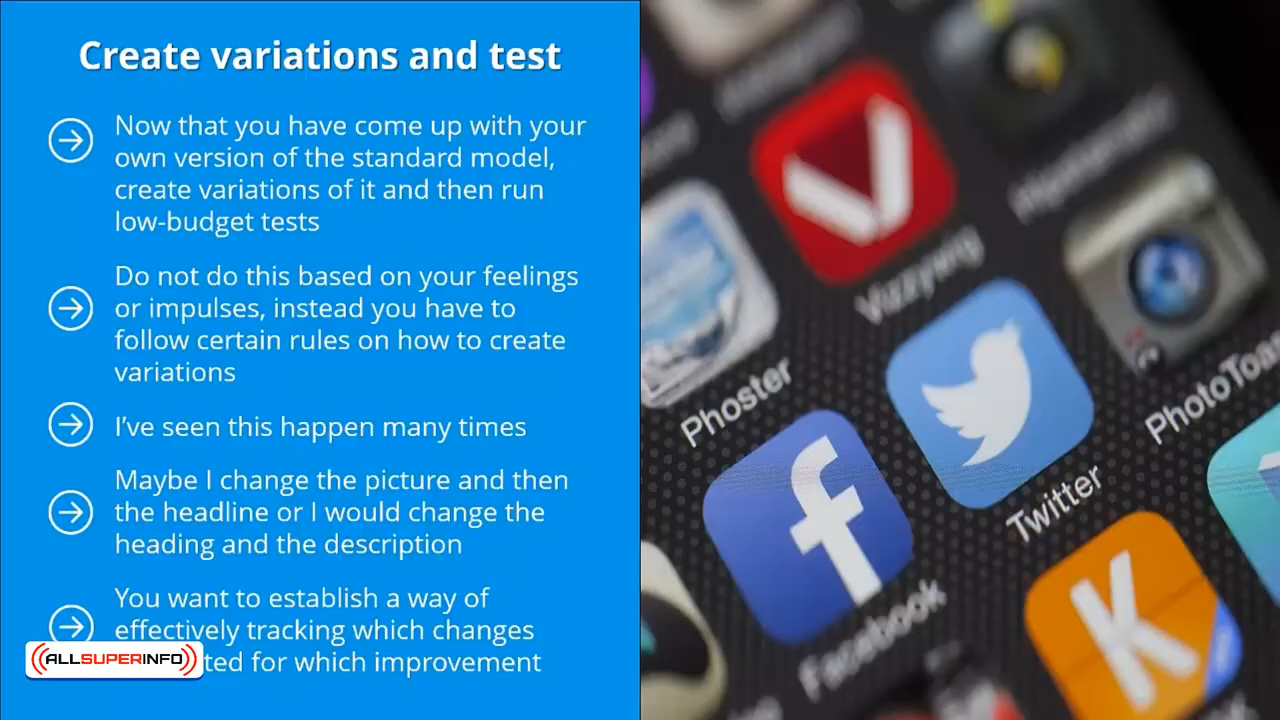 Create variations and test
Now that you have come up with your
own version of the standard model,
create variations of it and then run
low-budget tests
Do not do this based on your feelings
or impulses, instead you have to
follow certain rules on how to create
variations
I've seen this happen many times
Maybe I change the picture and then
the headline or I would change the
heading and the description
You want to establish a way of
effectively tracking which changes
ted for which improvement
((ALLSUPERINFO))
Vizzywig
Phoster
PhotoToas
Twitter
Facebook